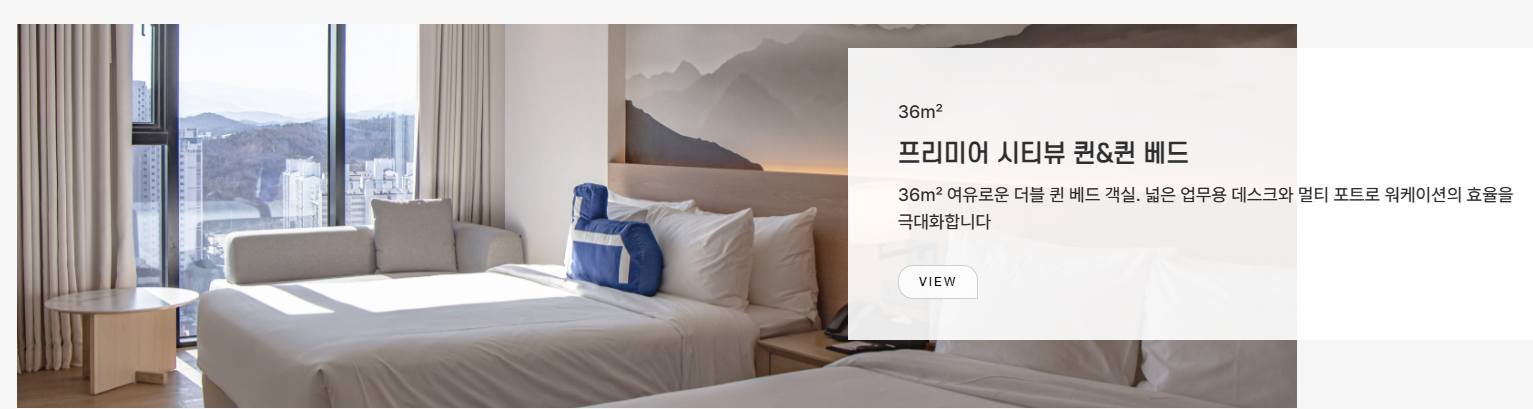 36m²
프리미어 시티뷰 퀸&퀸 베드
36m² 여유로운 더블 퀸 베드 객실. 넓은 업무용 데스크와 멀티 포트로 워케이션의 효율을
극대화합니다
VIEW